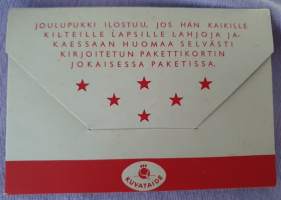 JOULUPUKKI ILOSTUU, JOS HÄN KAIKILLE
KILTEILLE LAPSILLE LAHJOJA JA-
KAESSAAN HUOMAA SELVÄSTI
KIRJOITETUN PAKETTIKORTIN
JOKAISESSA PAKETISSA.
KUVATAIDE